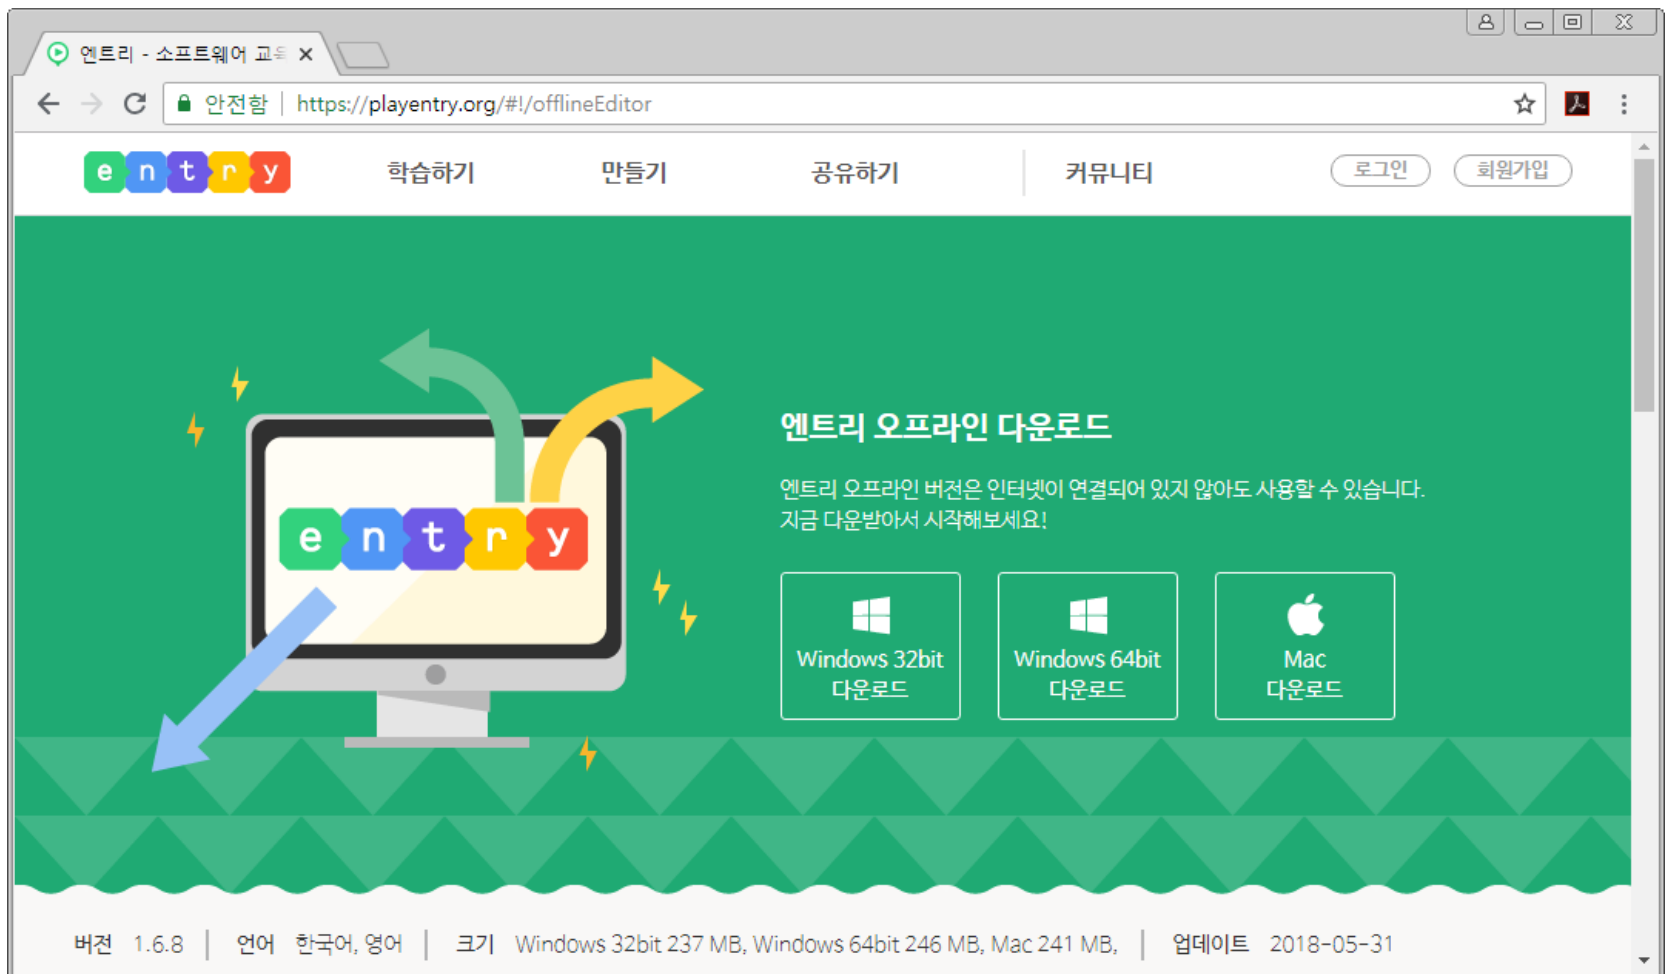 엔트리 - 소프트웨어 교육
안전함 https://playentry.org/#!/offlineEditor
entry 학습하기 만들기 공유하기 커뮤니티 로그인 회원가입
엔트리 오프라인 다운로드
엔트리 오프라인 버전은 인터넷이 연결되어 있지 않아도 사용할 수 있습니다.
지금 다운받아서 시작해보세요!
entry
Windows 32bit
다운로드
Windows 64bit
다운로드
Mac
다운로드
버전 1.6.8 언어 한국어, 영어 크기 Windows 32bit 237 MB, Windows 64bit 246 MB, Mac 241 MB, 업데이트 2018-05-31